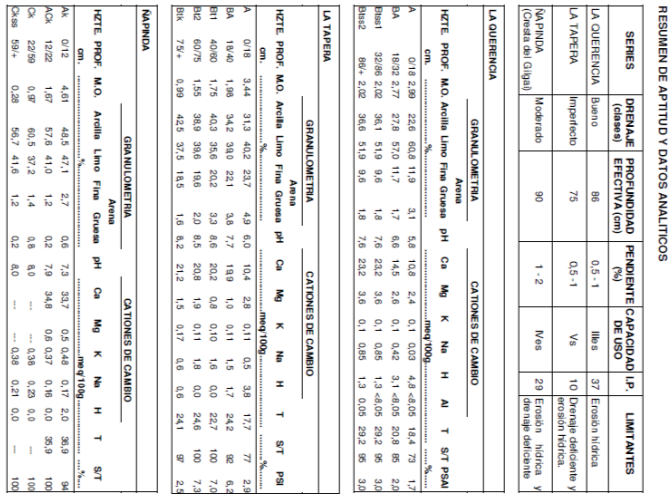 RESUMEN DE APTITUD Y DATOS ANALITICOS
SERIES DRENAJE (clases) PROFUNDIDAD EFECTIVA (cm) PENDIENTE (%) CAPACIDAD DE USO I.P. LIMITANTES
LA QUERENCIA Bueno 86 0,5 - 1 IIIes 37 Erosión hídrica
LA TAPERA Imperfecto 75 0,5 - 1 Vs 10 Drenaje deficiente y
erosión hídrica.
ÑAPINDA Moderado 90 1 - 2 IVes 29 Erosión hídrica y
(Cresta del Gilgai) drenaje deficiente
LA QUERENCIA
GRANULOMETRIA CATIONES DE CAMBIO
Arena
HZTE. PROF. M.O. Arcilla Limo Fina Gruesa pH Ca Mg K Na H Al T S/T PSAI
cm. %. meq/100g. %.
A 0/18 2,99 22,6 60,8 11,9 3,1 5,8 10,8 2,4 0,1 0,03 4,8 <8,05 18,4 73 1,7
BA 18/32 2,77 27,8 57,0 11,7 1,7 6,6 14,5 2,6 0,1 0,42 3,1 <8,05 20,8 85 2,0
Btss1 32/86 2,02 36,1 51,9 9,6 1,8 7,6 23,2 3,6 0,1 0,85 1,3 <8,05 29,2 95 3,0
Btss2 86/+ 2,02 36,1 51,9 9,6 1,8 7,6 23,2 3,6 0,1 0,85 1,3 0,05 29,2 95 3,0
LA TAPERA
GRANULOMETRIA CATIONES DE CAMBIO
Arena
HZTE. PROF. M.O. Arcilla Limo Fina Gruesa pH Ca Mg K Na H T S/T PSI
cm. %. meq/100g. %.
A 0/18 3,44 31,3 40,2 23,7 4,9 6,0 10,4 2,8 0,11 0,5 3,8 17,7 77 2,9
BA 18/40 1,98 34,2 39,0 22,1 3,8 7,7 19,9 1,0 0,11 1,5 1,7 24,2 92 6,2
Bt1 40/60 1,75 40,3 35,6 20,2 3,3 8,6 20,2 0,8 0,10 1,6 0,0 22,7 100 7,0
Bt2 60/75 1,55 38,9 39,6 19,6 2,0 8,5 20,8 1,9 0,11 1,8 0,0 24,6 100 7,3
Btk 75/+ 0,99 42,5 37,5 18,5 1,6 8,2 21,2 1,5 0,17 0,6 0,6 24,1 97 2,5
ÑAPINDA
GRANULOMETRIA CATIONES DE CAMBIO
Arena
HZTE. PROF. M.O. Arcilla Limo Fina Gruesa pH Ca Mg K Na H T S/T
cm. %. meq/100g. %.
Ak 0/12 4,61 48,5 47,1 2,7 0,6 7,3 33,7 0,5 0,48 0,17 2,0 36,9 94
ACk 12/22 1,67 57,6 41,0 1,2 0,2 7,9 34,8 0,6 0,37 0,16 0,0 35,9 100
Ck 22/59 0,97 60,5 37,2 1,4 0,8 8,0 --- --- 0,38 0,23 0,0 --- 100
Ckss 59/+ 0,28 56,7 41,6 1,2 0,2 8,0 --- --- 0,38 0,21 0,0 --- 100